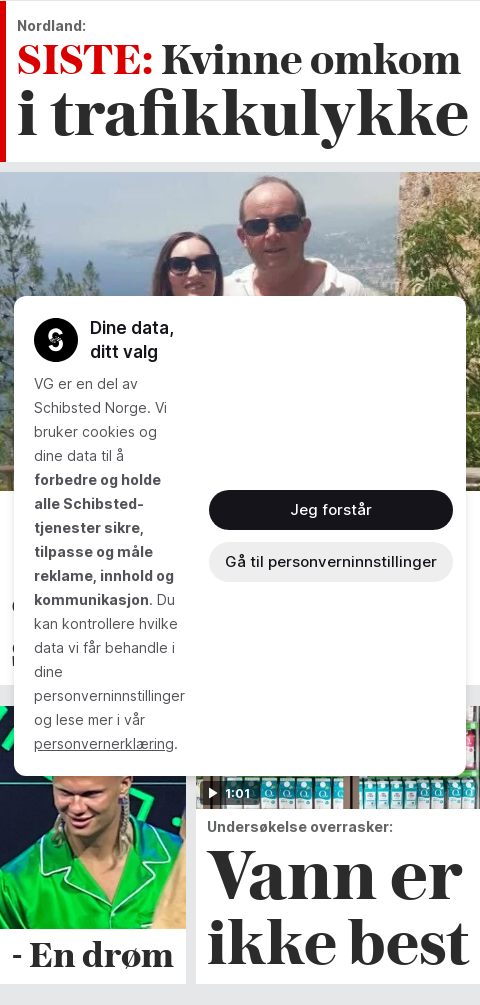 Nordland:
SISTE: Kvinne omkom
i trafikkulykke
Dine data,
ditt valg
VG er en del av
Schibsted Norge. Vi
bruker cookies og
dine data til å
forbedre og holde
alle Schibsted-
tjenester sikre,
tilpasse og måle
reklame, innhold og
kommunikasjon. Du
kan kontrollere hvilke
data vi får behandle i
dine
personverninnstillinger
og lese mer i vår
personvernerklæring.
Jeg forstår
Gå til personverninnstillinger
1:01
Undersøkelse overrasker:
Vann er
ikke best
- En drøm